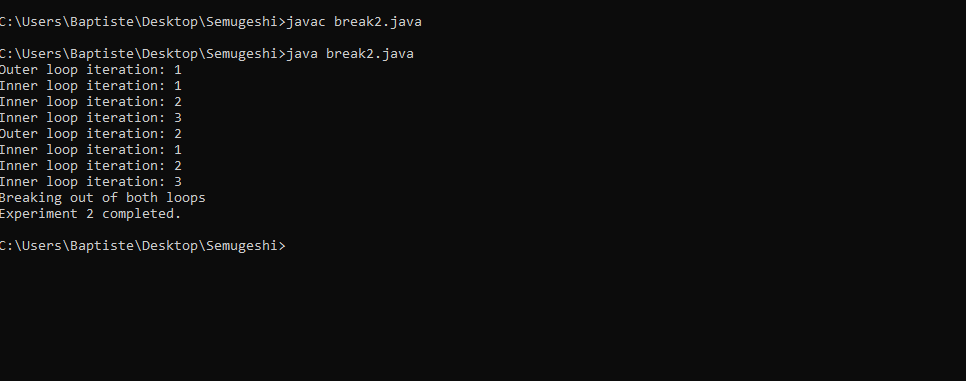 C:\Users\Baptiste\Desktop\Semugeshi>javac break2.java
C:\Users\Baptiste\Desktop\Semugeshi>java break2.java
Outer loop iteration: 1
Inner loop iteration: 1
Inner loop iteration: 2
Inner loop iteration: 3
Outer loop iteration: 2
Inner loop iteration: 1
Inner loop iteration: 2
Inner loop iteration: 3
Breaking out of both loops
Experiment 2 completed.
C:\Users\Baptiste\Desktop\Semugeshi>